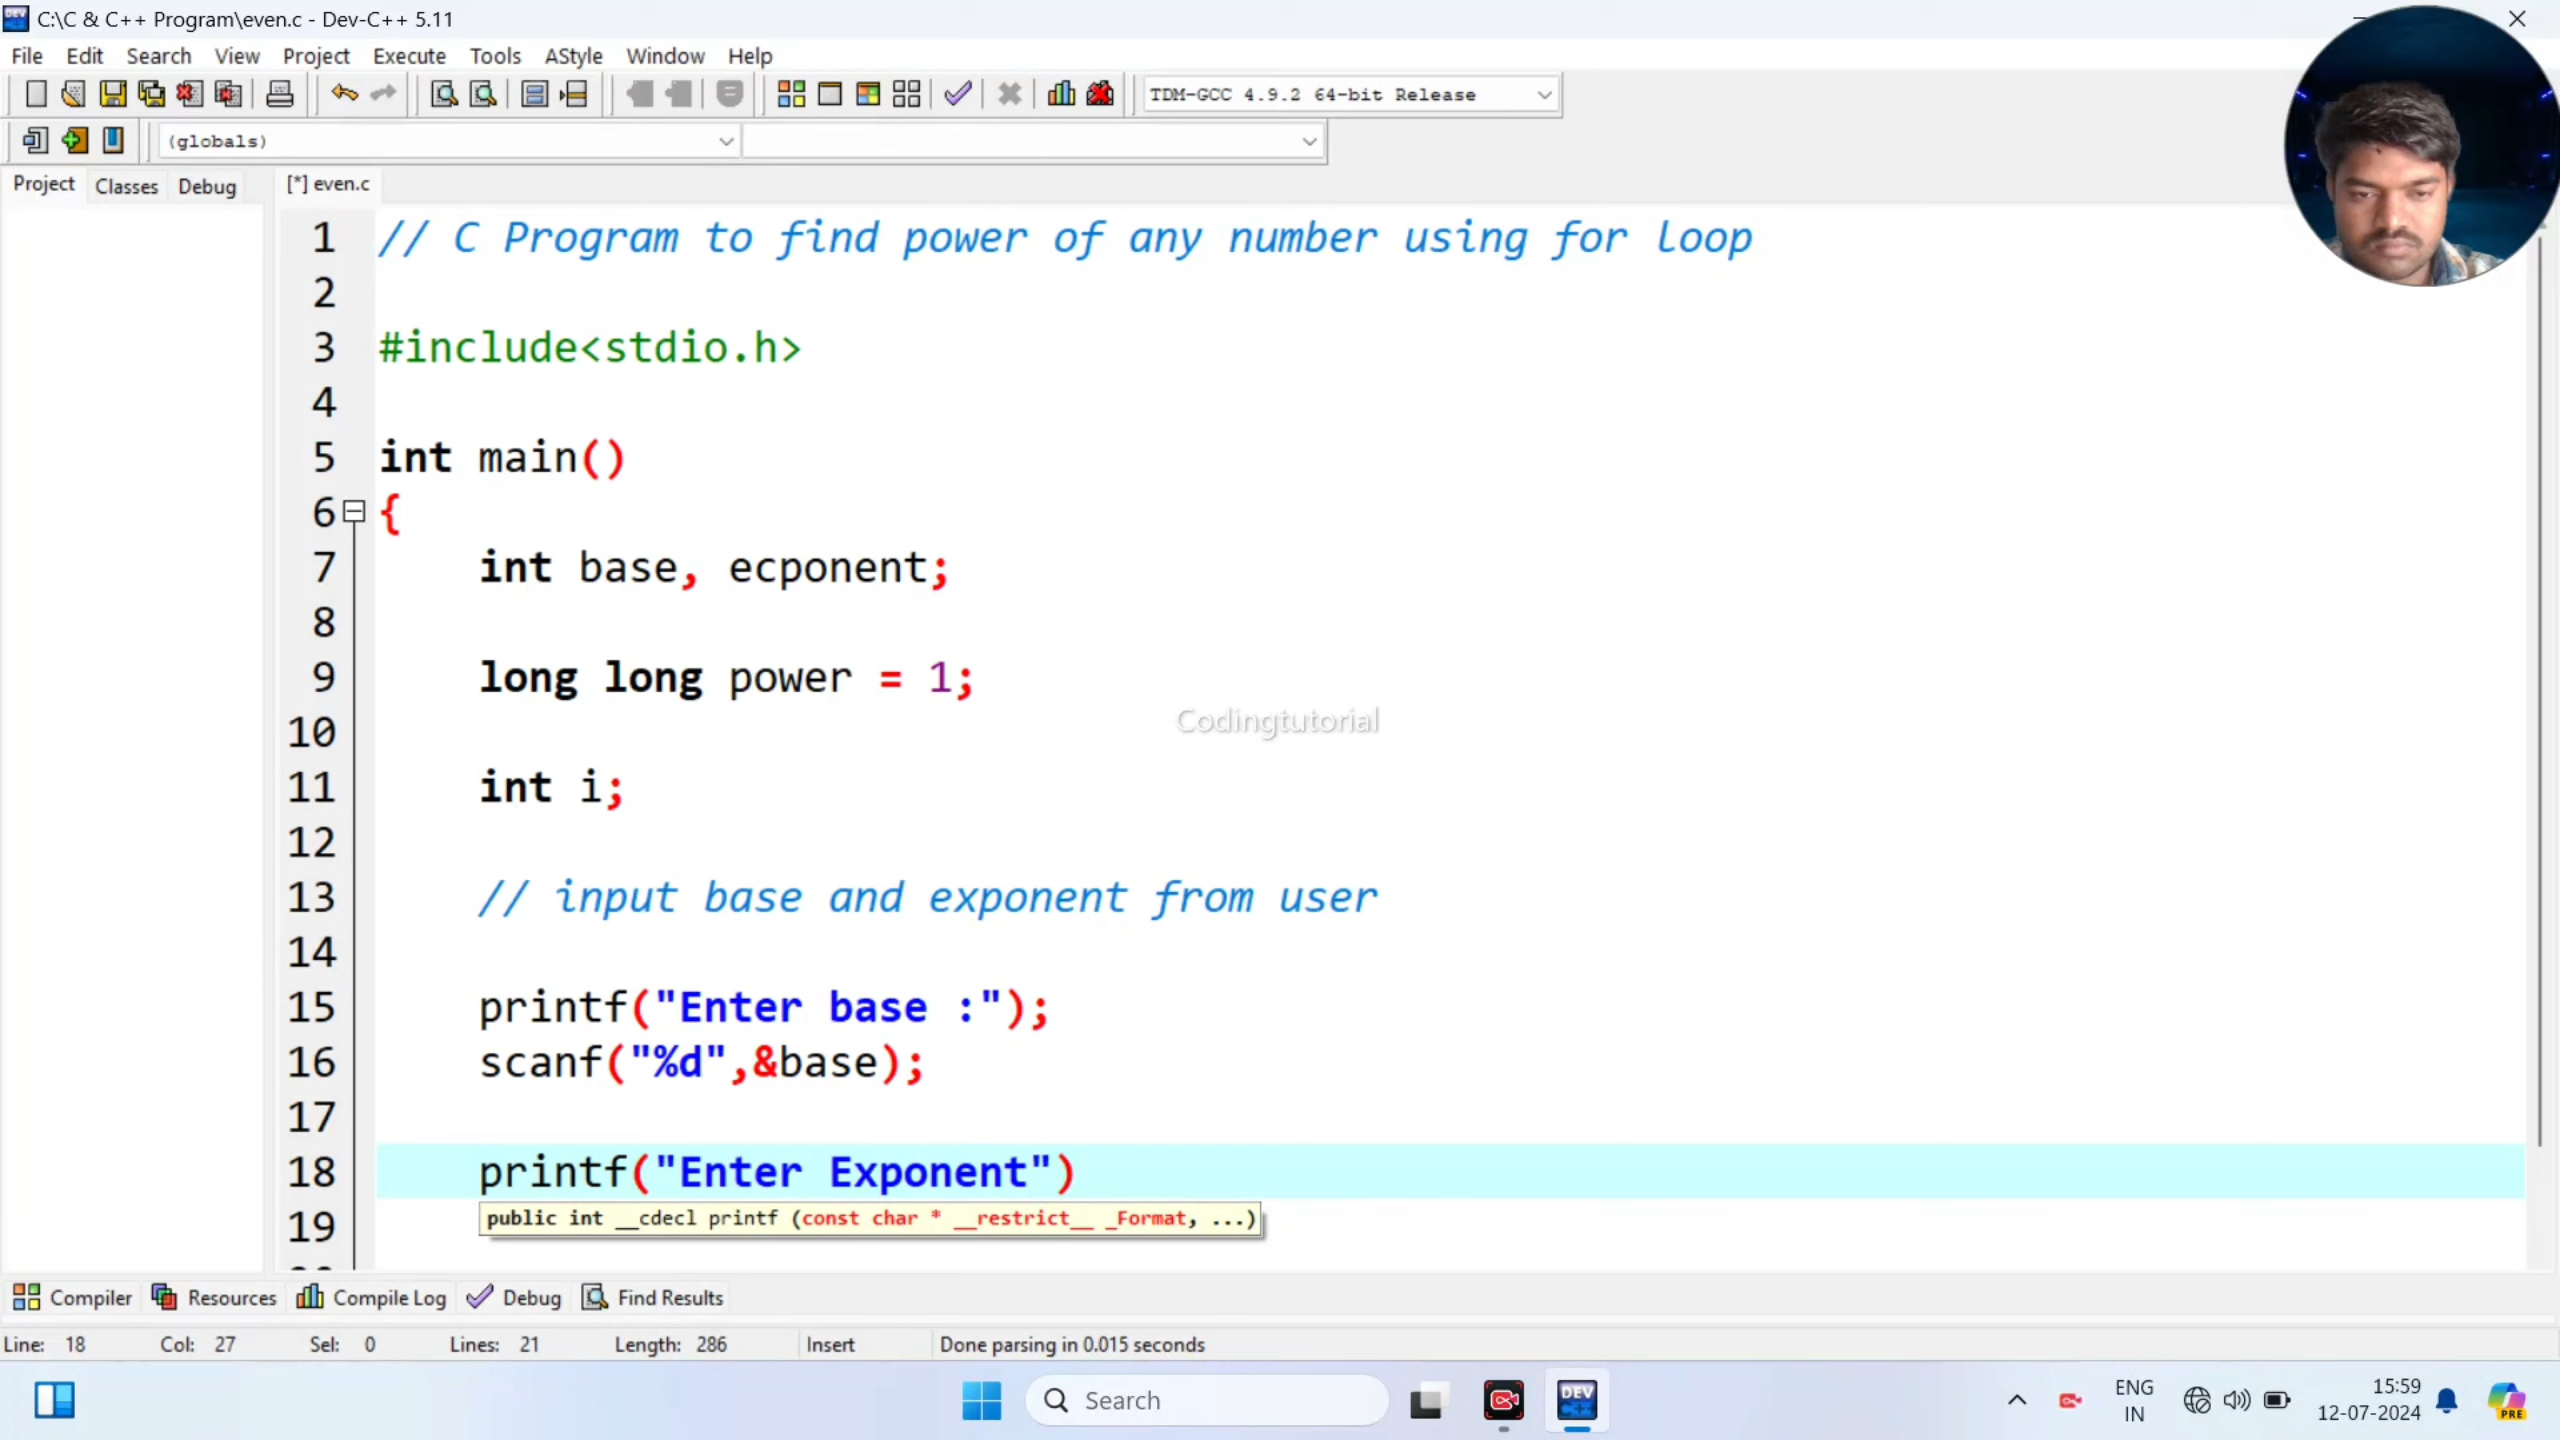 C:\C & C++ Program\even.c - Dev-C++ 5.11
File Edit Search View Project Execute Tools AStyle Window Help
TDM-GCC 4.9.2 64-bit Release
(globals)
Project Classes Debug [*] even.c
1 // C Program to find power of any number using for loop
2
3 #include<stdio.h>
4
5 int main()
6 {
7 int base, ecponent;
8
9 long long power = 1;
10
Codingtutorial
11 int i;
12
13 // input base and exponent from user
14
15 printf("Enter base :");
16 scanf("%d",&base);
17
18 printf("Enter Exponent")
public int __cdecl printf (const char * __restrict__ _Format, ...)
19
Compiler Resources Compile Log Debug Find Results
Line: 18 Col: 27 Sel: 0 Lines: 21 Length: 286 Insert Done parsing in 0.015 seconds
Search
DEV C++
ENG
IN
15:59
12-07-2024
PRE